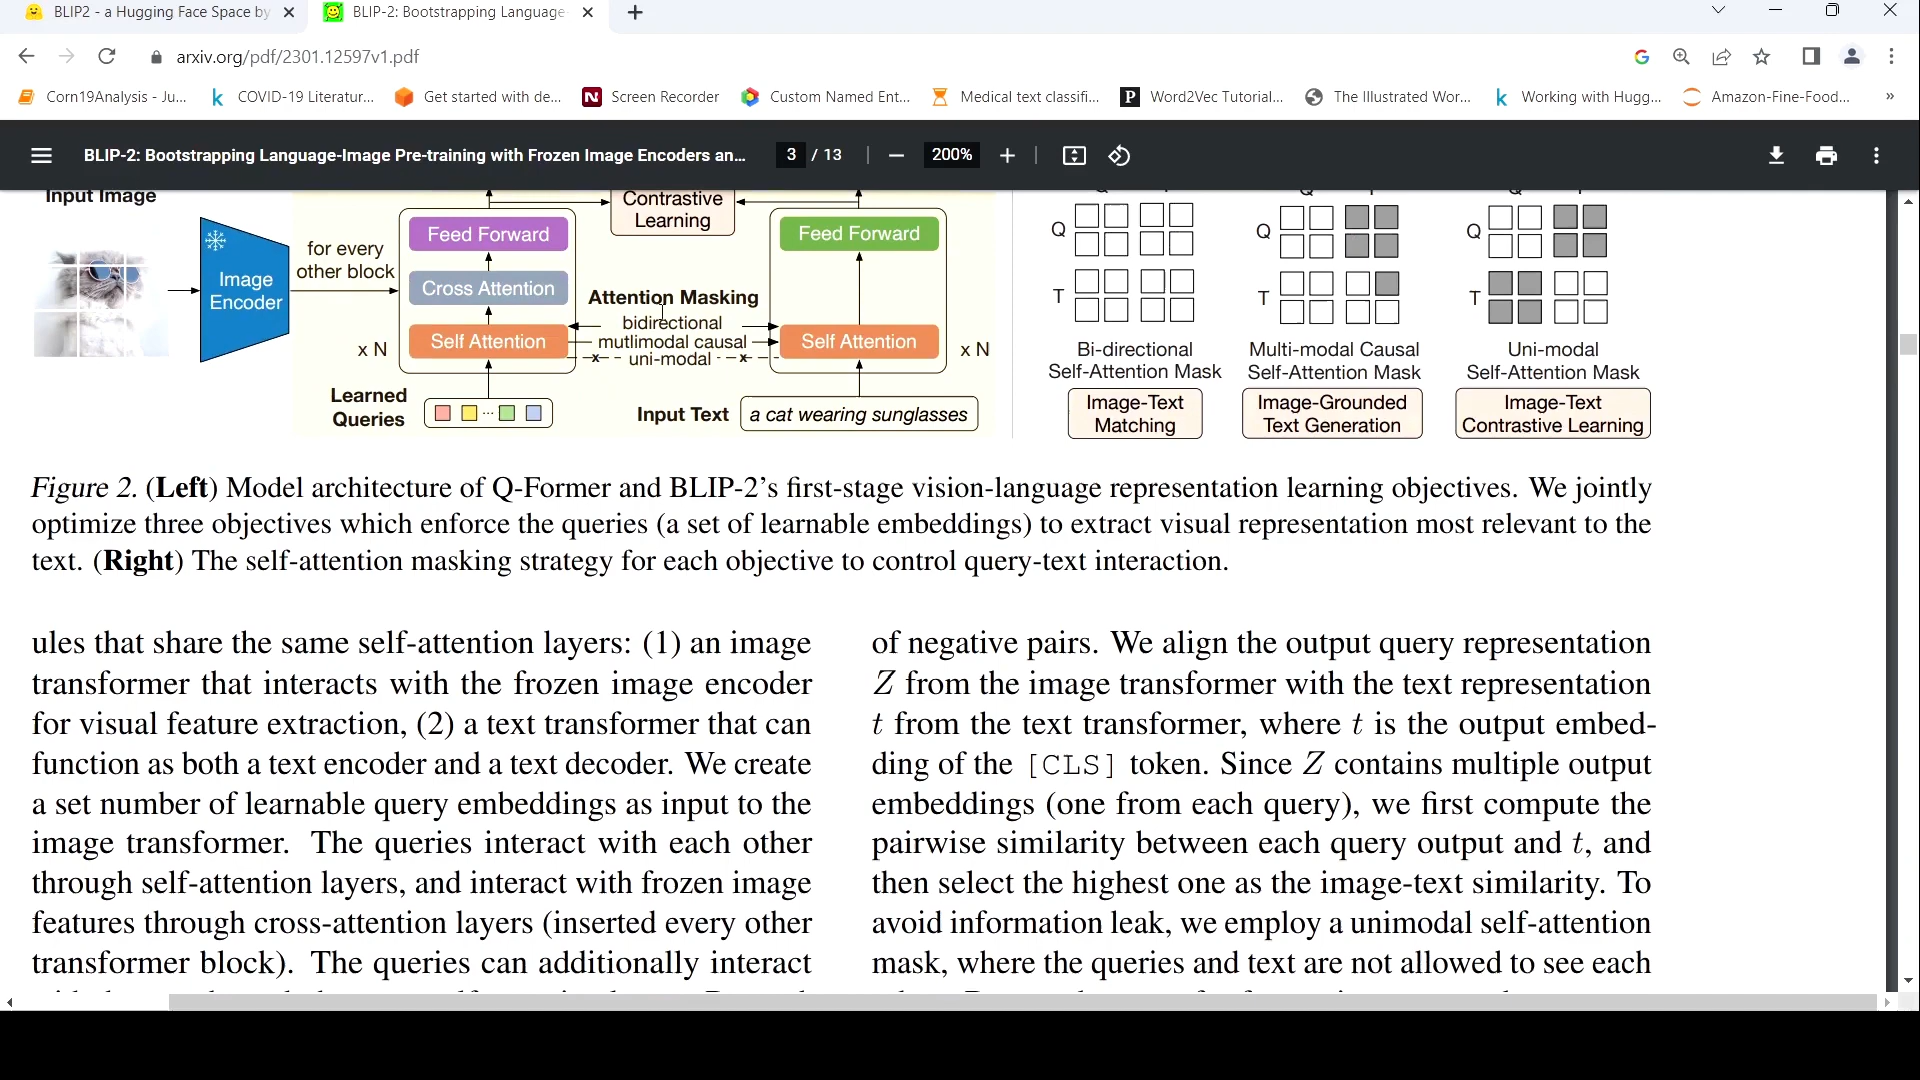 BLIP2 - a Hugging Face Space by
BLIP-2: Bootstrapping Language-
arxiv.org/pdf/2301.12597v1.pdf
Corn19Analysis - Ju...
COVID-19 Literatur...
Get started with de...
Screen Recorder
Custom Named Ent...
Medical text classifi...
Word2Vec Tutorial...
The Illustrated Wor...
Working with Hugg...
Amazon-Fine-Food...
»
BLIP-2: Bootstrapping Language-Image Pre-training with Frozen Image Encoders an...
3 / 13
200%
Input Image
Image
Encoder
for every
other block
Feed Forward
Cross Attention
Self Attention
x N
Learned
Queries
...
Contrastive
Learning
Attention Masking
bidirectional
mutlimodal causal
uni-modal
Feed Forward
Self Attention
x N
Input Text
a cat wearing sunglasses
Q
T
Bi-directional
Self-Attention Mask
Image-Text
Matching
Q
T
Multi-modal Causal
Self-Attention Mask
Image-Grounded
Text Generation
Q
T
Uni-modal
Self-Attention Mask
Image-Text
Contrastive Learning
Figure 2. (Left) Model architecture of Q-Former and BLIP-2’s first-stage vision-language representation learning objectives. We jointly
optimize three objectives which enforce the queries (a set of learnable embeddings) to extract visual representation most relevant to the
text. (Right) The self-attention masking strategy for each objective to control query-text interaction.
ules that share the same self-attention layers: (1) an image
transformer that interacts with the frozen image encoder
for visual feature extraction, (2) a text transformer that can
function as both a text encoder and a text decoder. We create
a set number of learnable query embeddings as input to the
image transformer. The queries interact with each other
through self-attention layers, and interact with frozen image
features through cross-attention layers (inserted every other
transformer block). The queries can additionally interact
of negative pairs. We align the output query representation
Z from the image transformer with the text representation
t from the text transformer, where t is the output embed-
ding of the [CLS] token. Since Z contains multiple output
embeddings (one from each query), we first compute the
pairwise similarity between each query output and t, and
then select the highest one as the image-text similarity. To
avoid information leak, we employ a unimodal self-attention
mask, where the queries and text are not allowed to see each